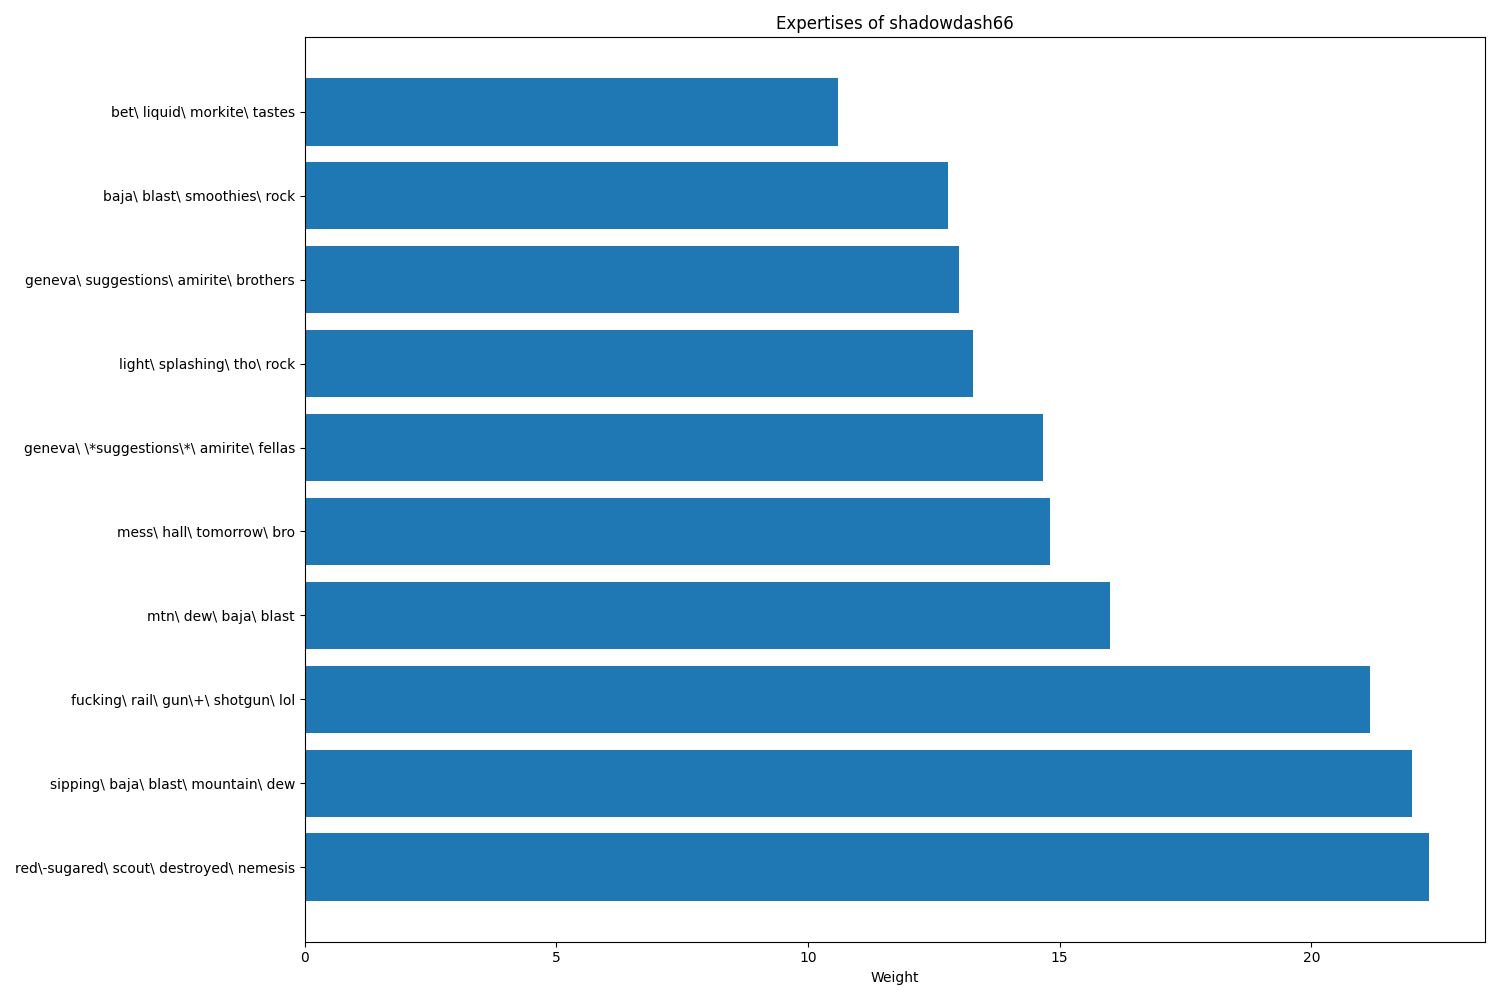 Expertises of shadowdash66
bet\ liquid\ morkite\ tastes
baja\ blast\ smoothies\ rock
geneva\ suggestions\ amirite\ brothers
light\ splashing\ tho\ rock
geneva\ \*suggestions\*\ amirite\ fellas
mess\ hall\ tomorrow\ bro
mtn\ dew\ baja\ blast
fucking\ rail\ gun\+\ shotgun\ lol
sipping\ baja\ blast\ mountain\ dew
red\-sugared\ scout\ destroyed\ nemesis
0 5 10 15 20
Weight